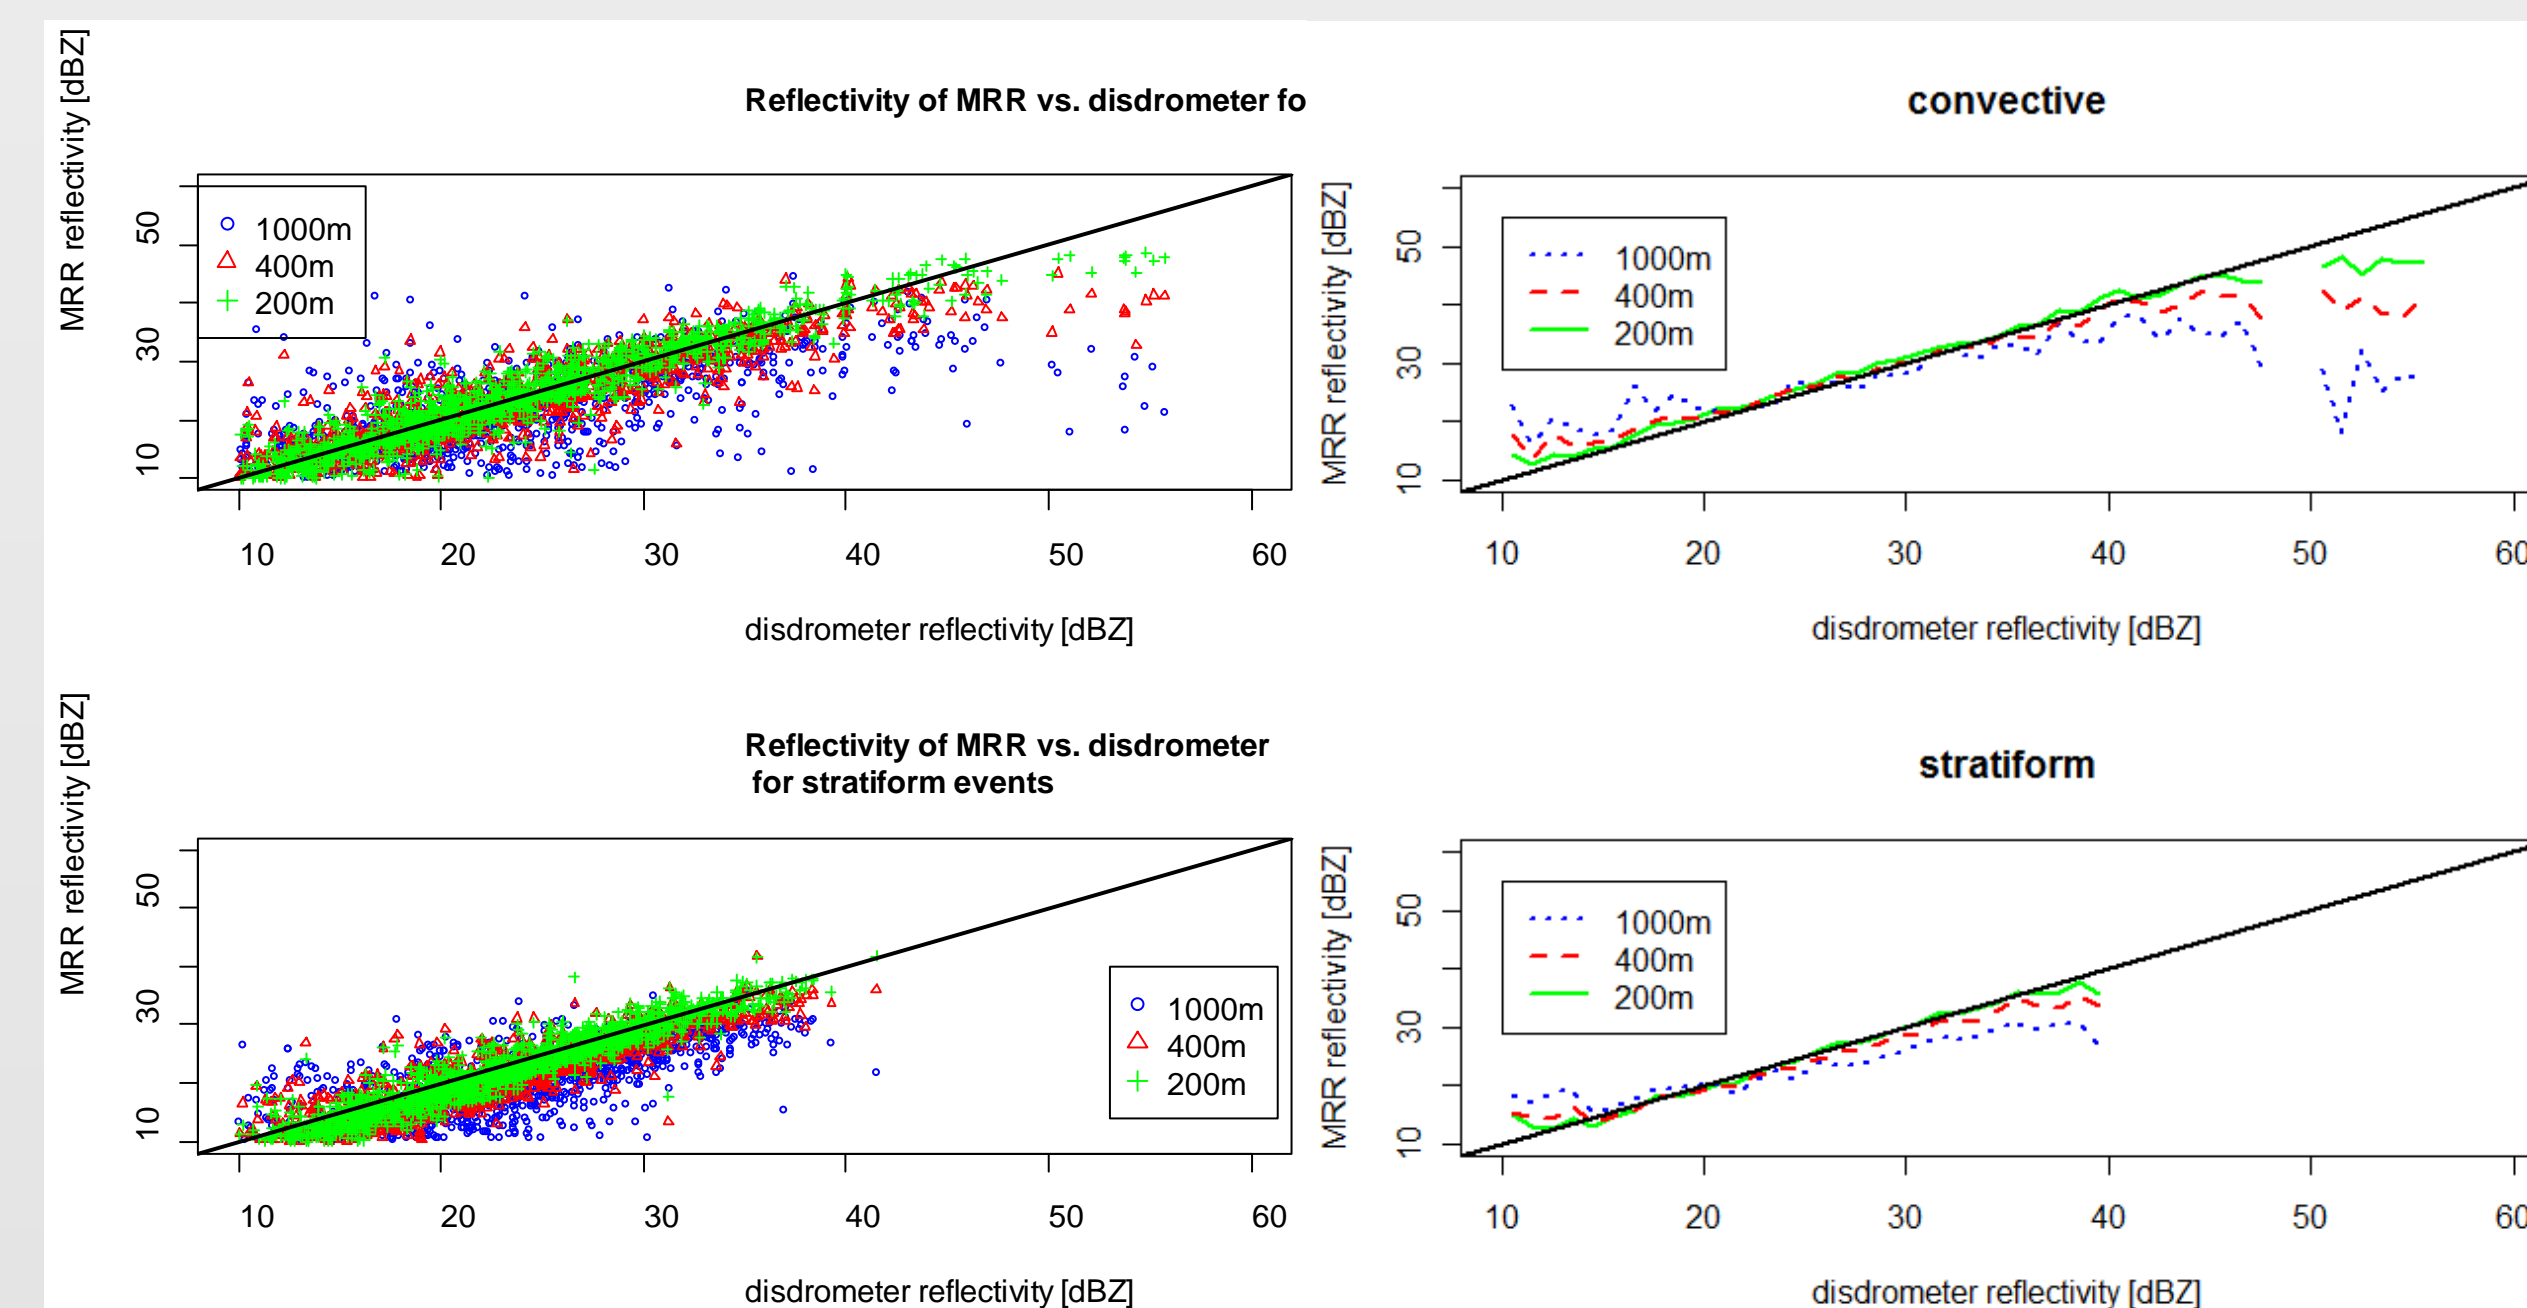 Reflectivity of MRR vs. disdrometer fo
MRR reflectivity [dBZ]
50
30
10
1000m
400m
200m
10 20 30 40 50 60
disdrometer reflectivity [dBZ]
convective
MRR reflectivity [dBZ]
50
30
10
1000m
400m
200m
10 20 30 40 50 60
disdrometer reflectivity [dBZ]
Reflectivity of MRR vs. disdrometer
for stratiform events
MRR reflectivity [dBZ]
50
30
10
1000m
400m
200m
10 20 30 40 50 60
disdrometer reflectivity [dBZ]
stratiform
MRR reflectivity [dBZ]
50
30
10
1000m
400m
200m
10 20 30 40 50 60
disdrometer reflectivity [dBZ]